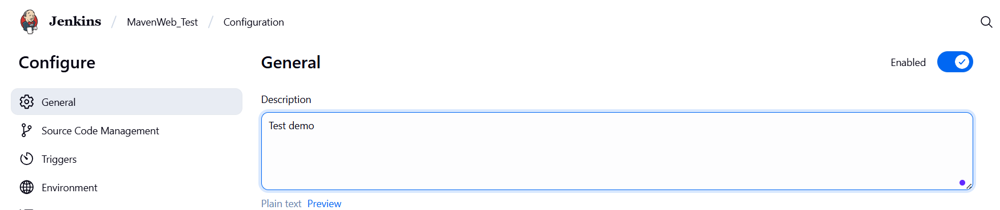 Jenkins / MavenWeb_Test / Configuration
Configure
General
Source Code Management
Triggers
Environment
General
Enabled
Description
Test demo
Plain text Preview